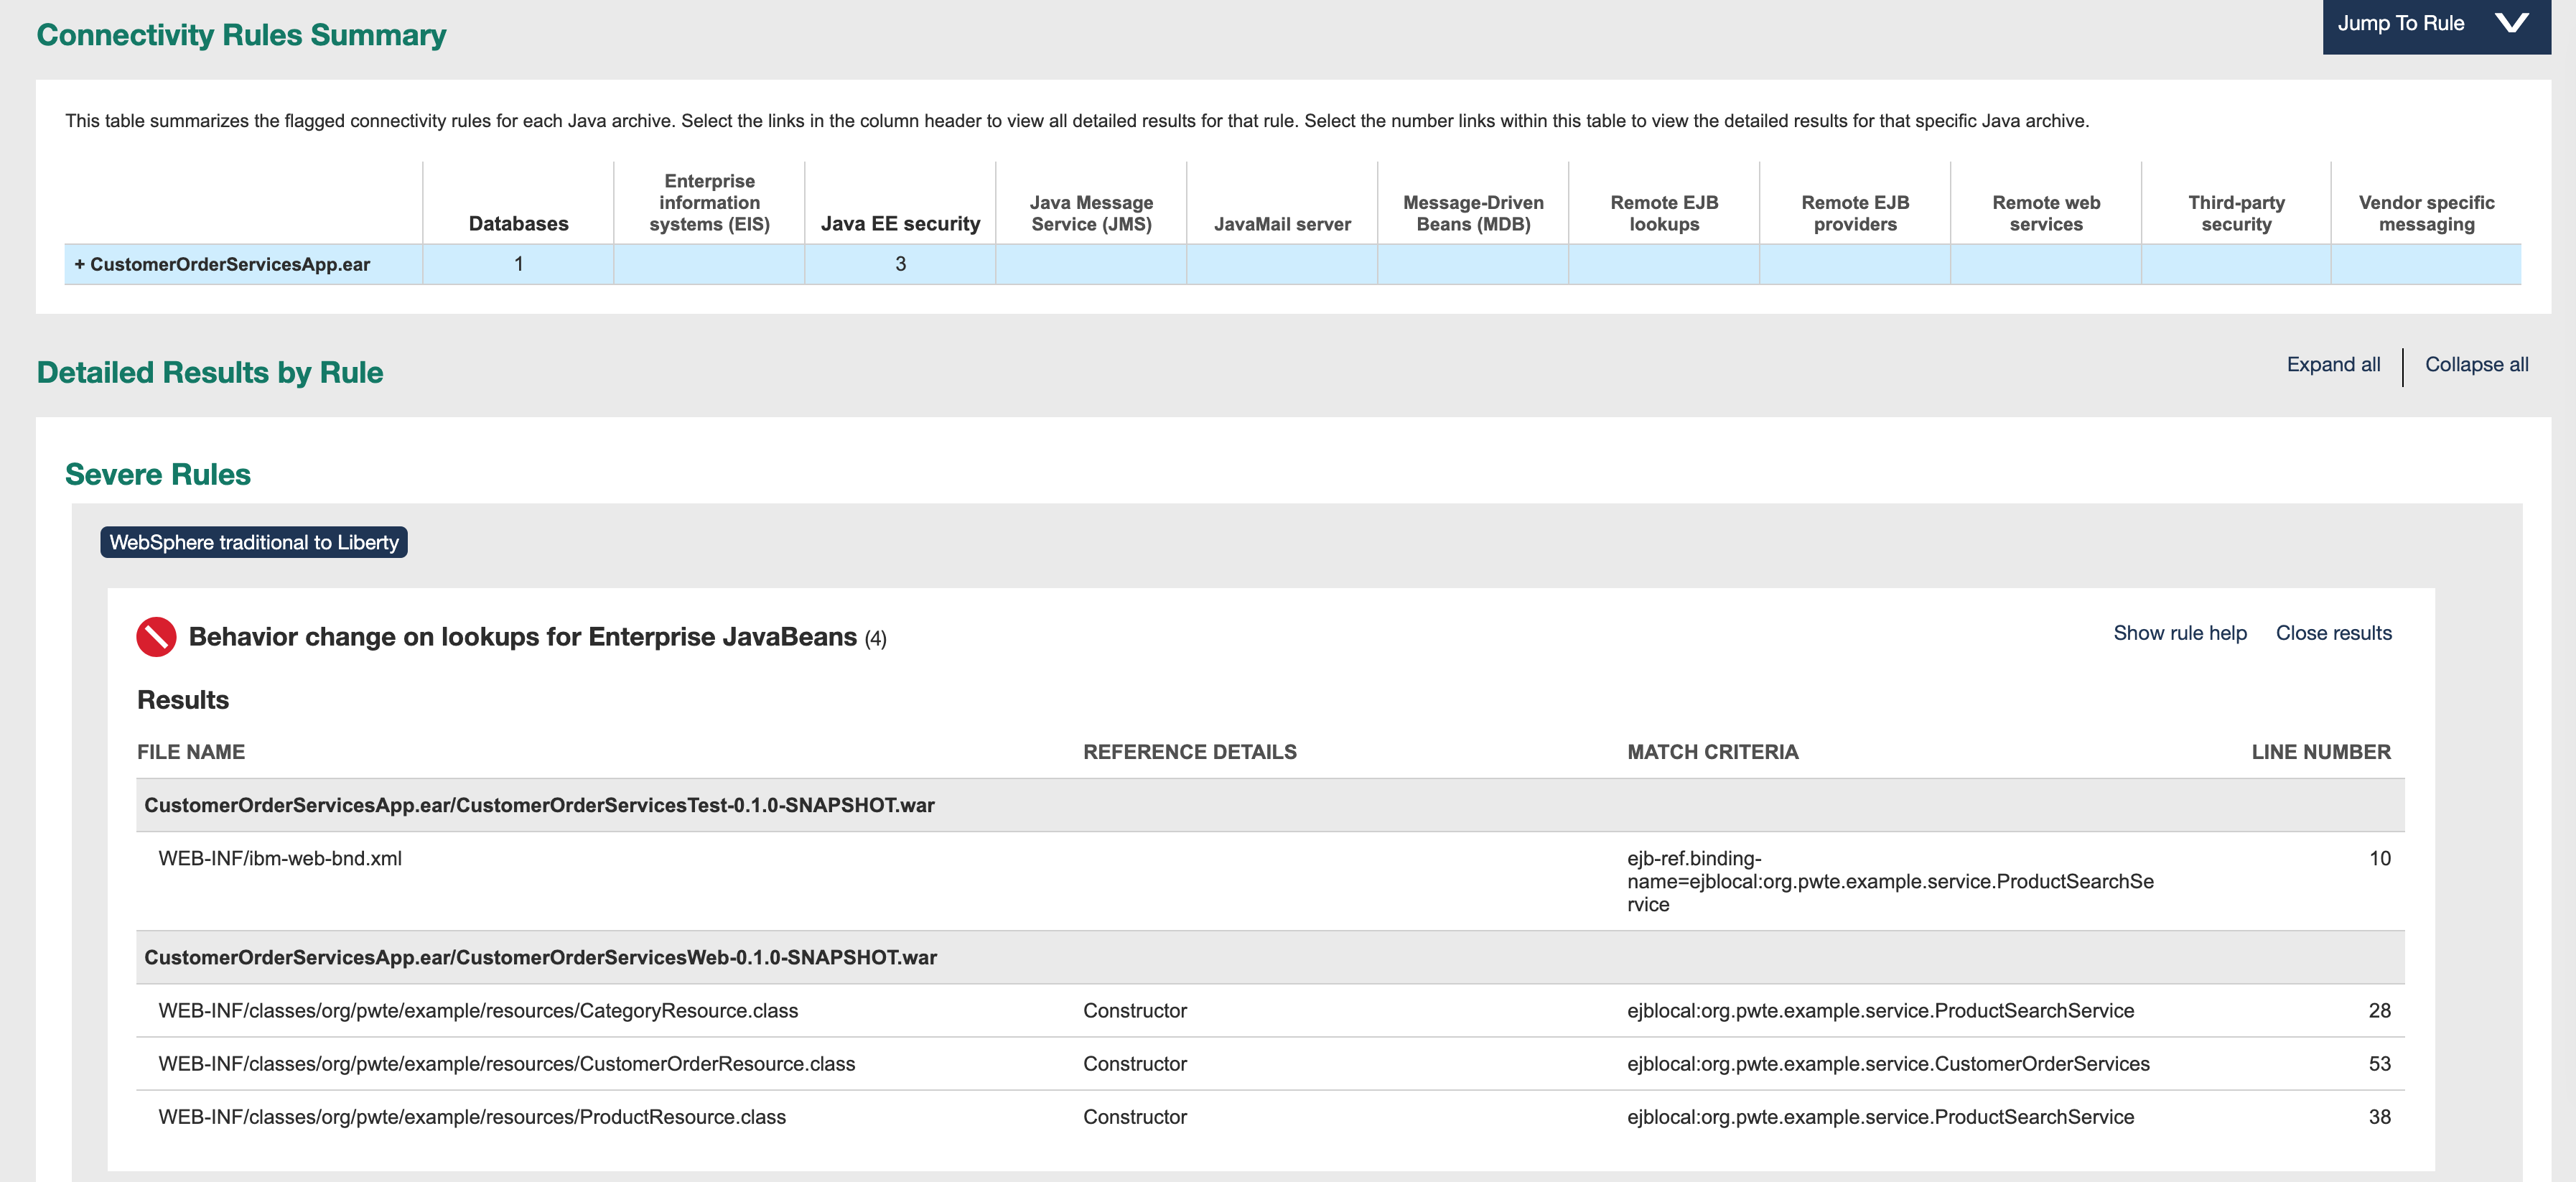 Connectivity Rules Summary
Jump To Rule
This table summarizes the flagged connectivity rules for each Java archive. Select the links in the column header to view all detailed results for that rule. Select the number links within this table to view the detailed results for that specific Java archive.
Databases
Enterprise
information
systems (EIS)
Java EE security
Java Message
Service (JMS)
JavaMail server
Message-Driven
Beans (MDB)
Remote EJB
lookups
Remote EJB
providers
Remote web
services
Third-party
security
Vendor specific
messaging
+ CustomerOrderServicesApp.ear 1 3
Detailed Results by Rule
Expand all Collapse all
Severe Rules
WebSphere traditional to Liberty
Behavior change on lookups for Enterprise JavaBeans (4)
Show rule help Close results
Results
FILE NAME REFERENCE DETAILS MATCH CRITERIA LINE NUMBER
CustomerOrderServicesApp.ear/CustomerOrderServicesTest-0.1.0-SNAPSHOT.war
WEB-INF/ibm-web-bnd.xml ejb-ref.binding- 10
name=ejblocal:org.pwte.example.service.ProductSearchSe
rvice
CustomerOrderServicesApp.ear/CustomerOrderServicesWeb-0.1.0-SNAPSHOT.war
WEB-INF/classes/org/pwte/example/resources/CategoryResource.class Constructor ejblocal:org.pwte.example.service.ProductSearchService 28
WEB-INF/classes/org/pwte/example/resources/CustomerOrderResource.class Constructor ejblocal:org.pwte.example.service.CustomerOrderServices 53
WEB-INF/classes/org/pwte/example/resources/ProductResource.class Constructor ejblocal:org.pwte.example.service.ProductSearchService 38